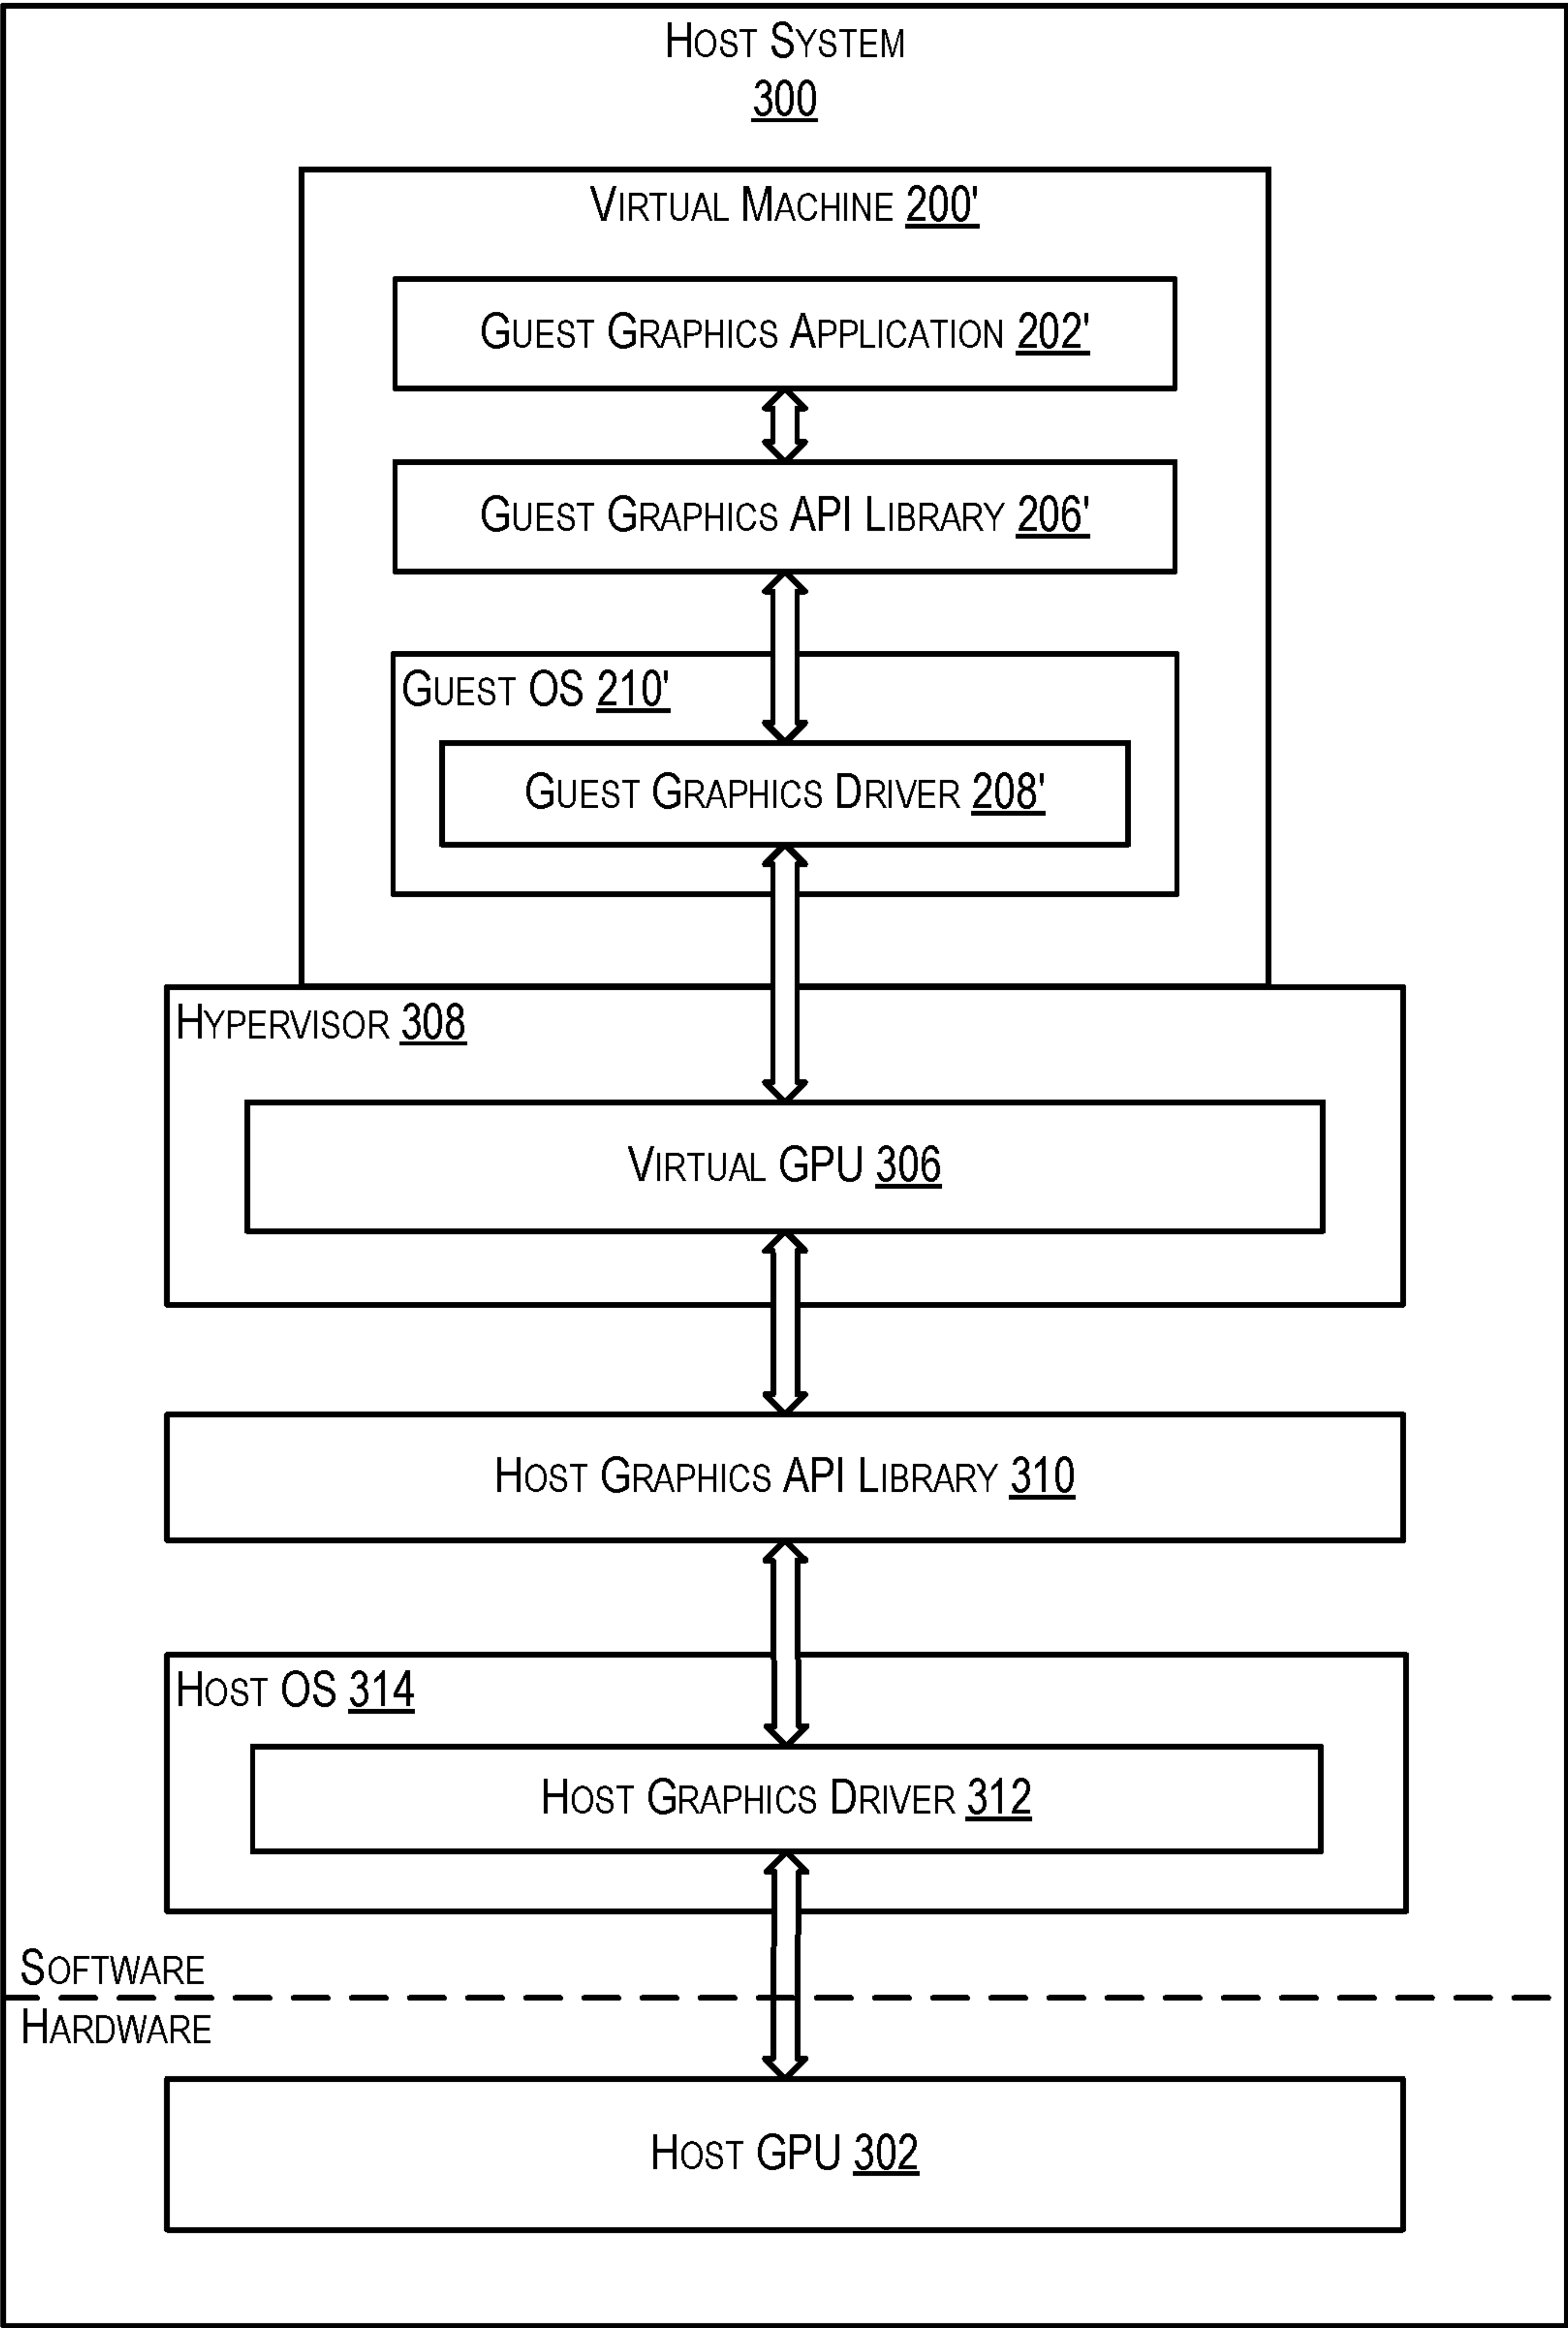 Host System
300
Virtual Machine 200'
Guest Graphics Application 202'
Guest Graphics API Library 206'
Guest OS 210'
Guest Graphics Driver 208'
Hypervisor 308
Virtual GPU 306
Host Graphics API Library 310
Host OS 314
Host Graphics Driver 312
Software
Hardware
Host GPU 302